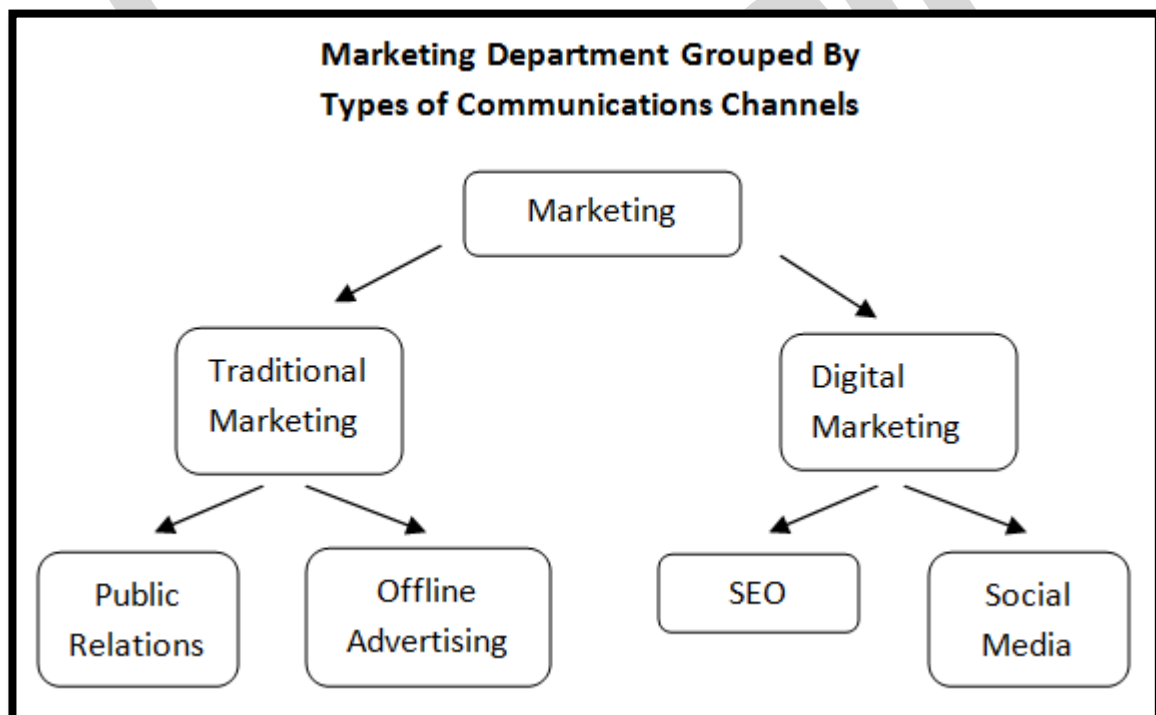 Marketing Department Grouped By
Types of Communications Channels
Marketing
Traditional
Marketing
Digital
Marketing
Public
Relations
Offline
Advertising
SEO
Social
Media